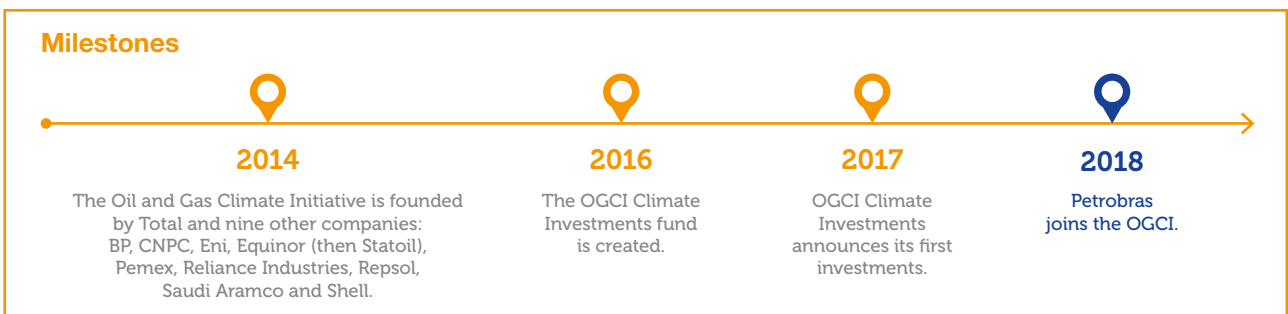 Milestones
2014
The Oil and Gas Climate Initiative is founded
by Total and nine other companies:
BP, CNPC, Eni, Equinor (then Statoil),
Pemex, Reliance Industries, Repsol,
Saudi Aramco and Shell.
2016
The OGCI Climate
Investments fund
is created.
2017
OGCI Climate
Investments
announces its first
investments.
2018
Petrobras
joins the OGCI.